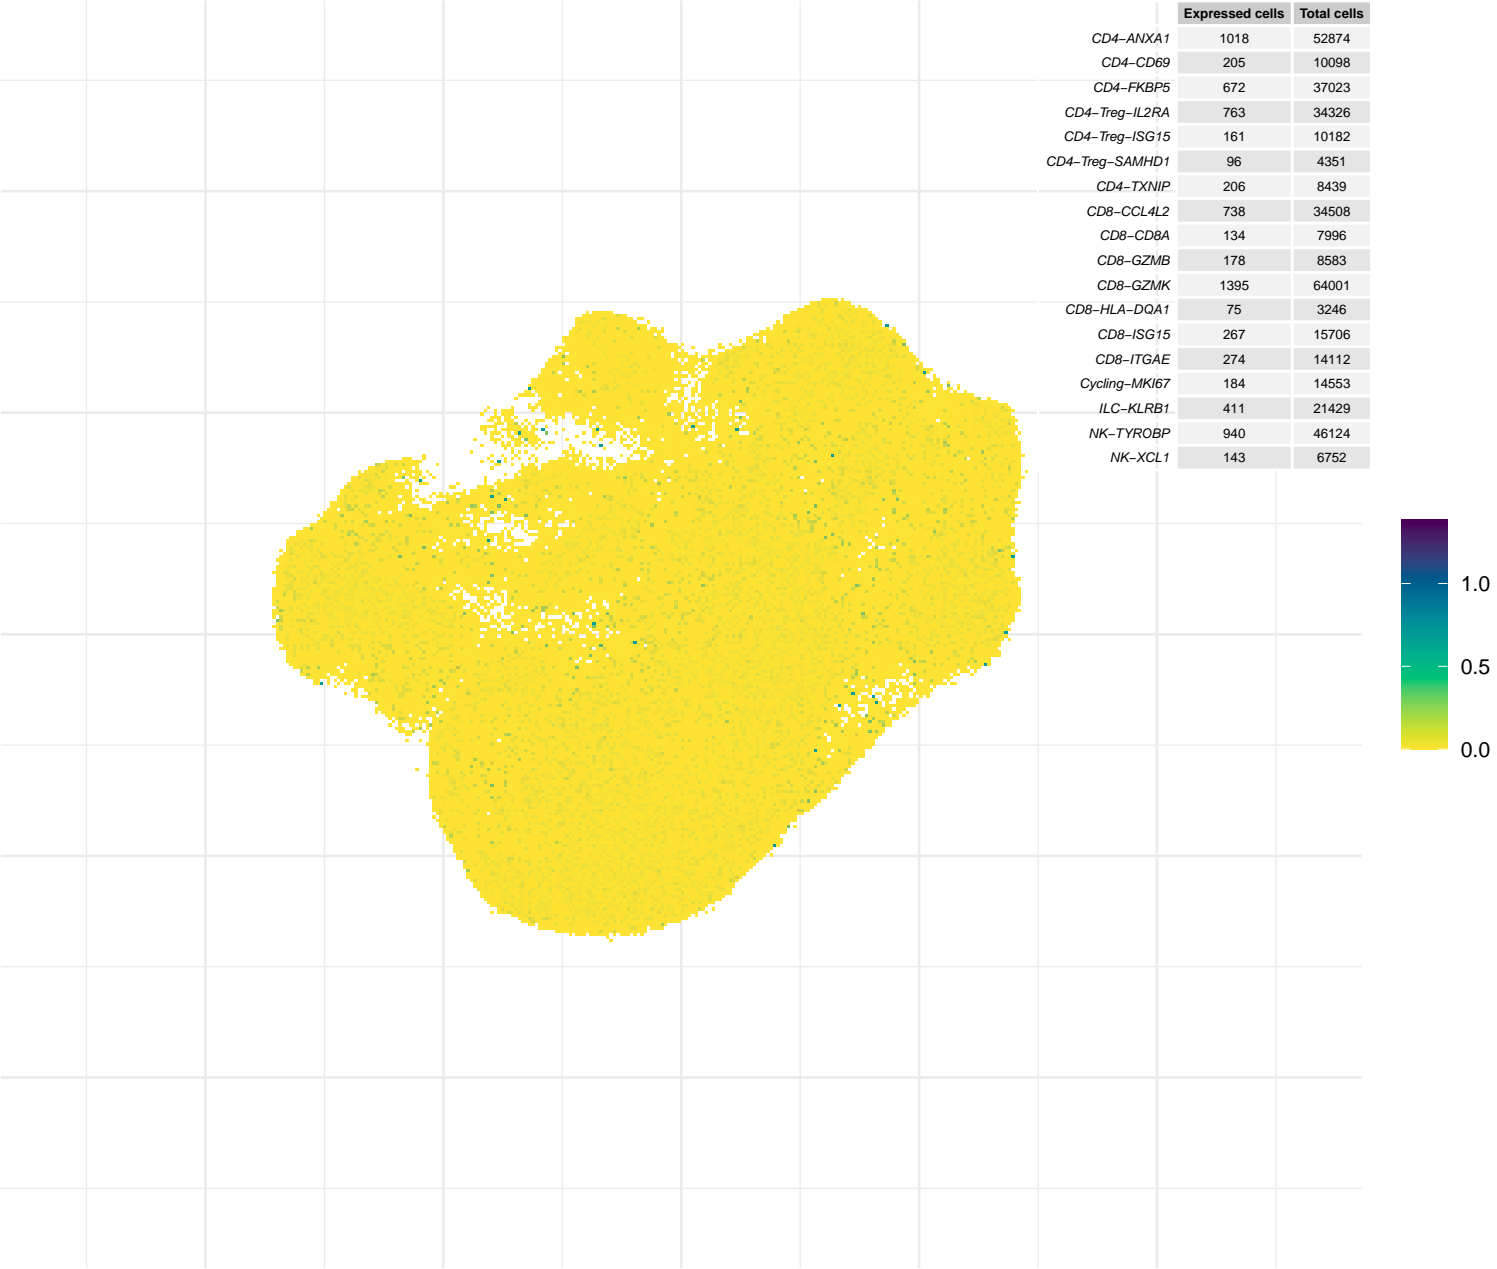 Expressed cells Total cells
CD4−ANXA1 1018 52874
CD4−CD69 205 10098
CD4−FKBP5 672 37023
CD4−Treg−IL2RA 763 34326
CD4−Treg−ISG15 161 10182
CD4−Treg−SAMHD1 96 4351
CD4−TXNIP 206 8439
CD8−CCL4L2 738 34508
CD8−CD8A 134 7996
CD8−GZMB 178 8583
CD8−GZMK 1395 64001
CD8−HLA−DQA1 75 3246
CD8−ISG15 267 15706
CD8−ITGAE 274 14112
Cycling−MKI67 184 14553
ILC−KLRB1 411 21429
NK−TYROBP 940 46124
NK−XCL1 143 6752
1.0
0.5
0.0